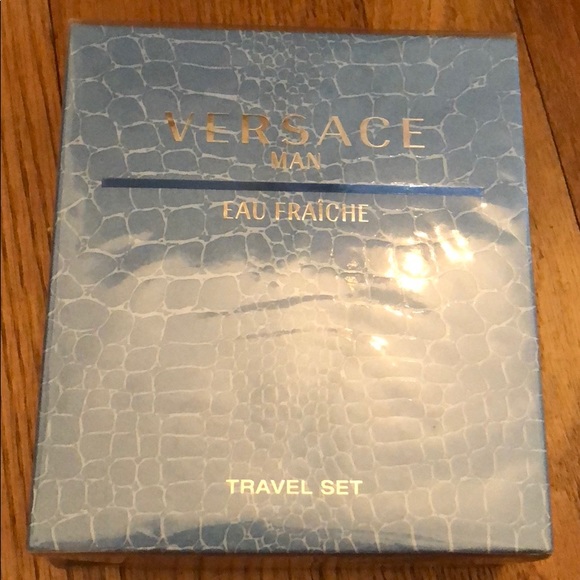 VERSACE
MAN
EAU FRAÎCHE
TRAVEL SET